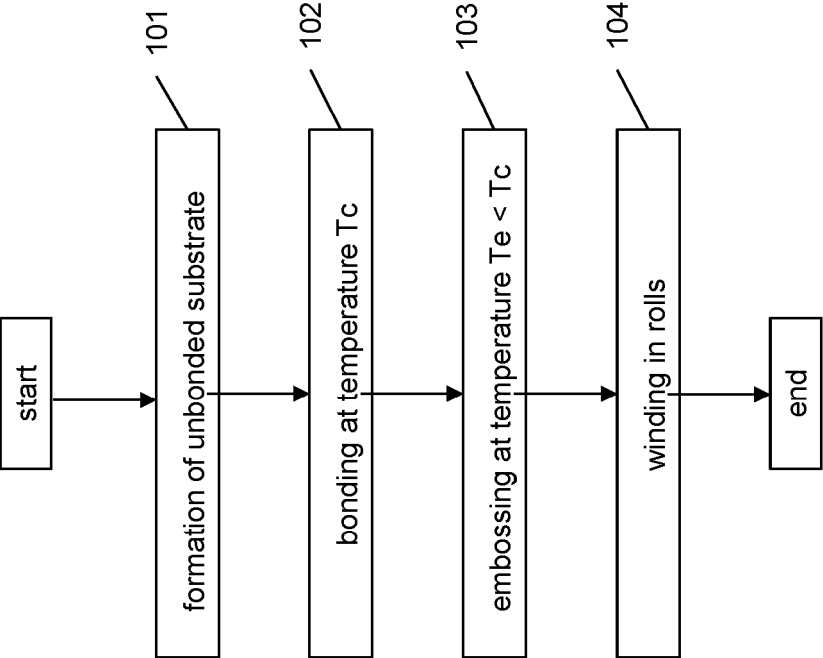 start
101
formation of unbonded substrate
102
bonding at temperature Tc
103
embossing at temperature Te < Tc
104
winding in rolls
end